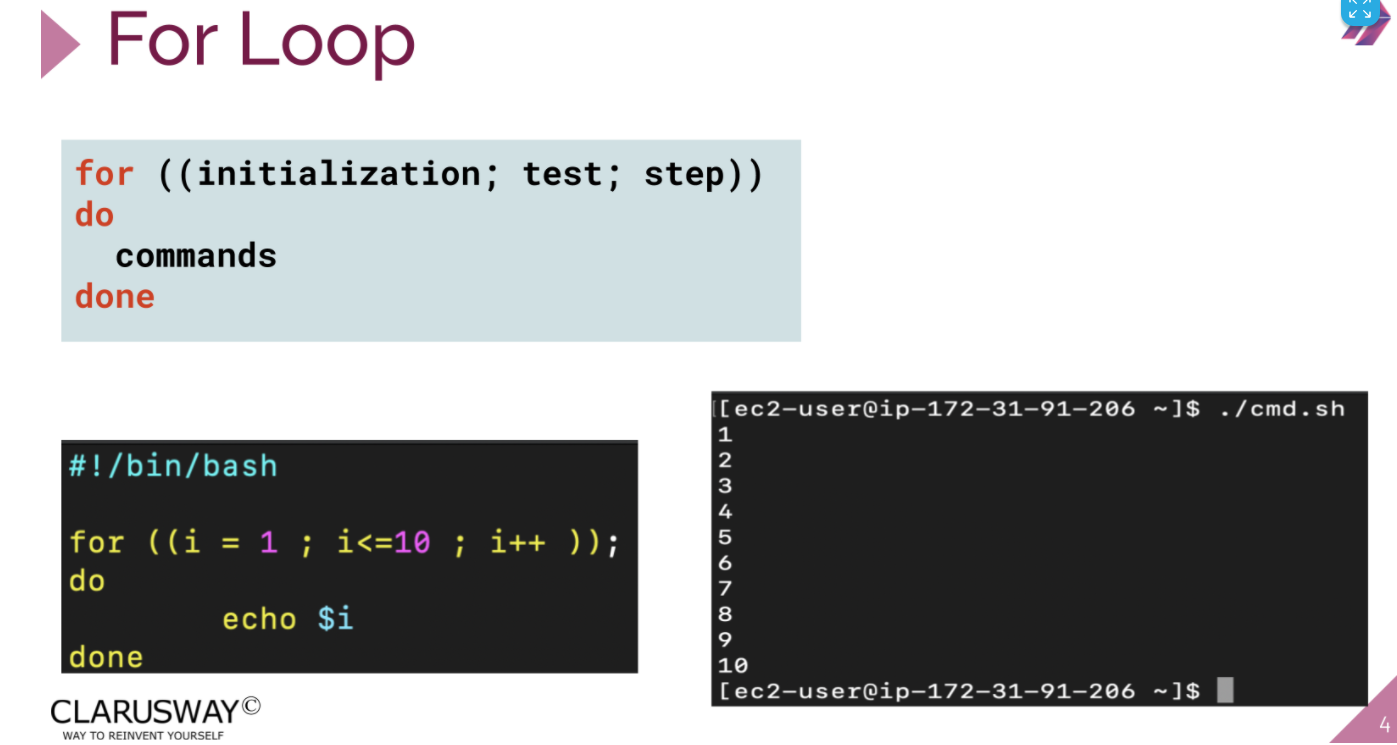 For Loop
for ((initialization; test; step))
do
commands
done
#!/bin/bash
for ((i = 1 ; i<=10 ; i++ ));
do
echo $i
done
[[ec2-user@ip-172-31-91-206 ~]$ ./cmd.sh
1
2
3
4
5
6
7
8
9
10
[ec2-user@ip-172-31-91-206 ~]$
CLARUSWAY©
WAY TO REINVENT YOURSELF
4